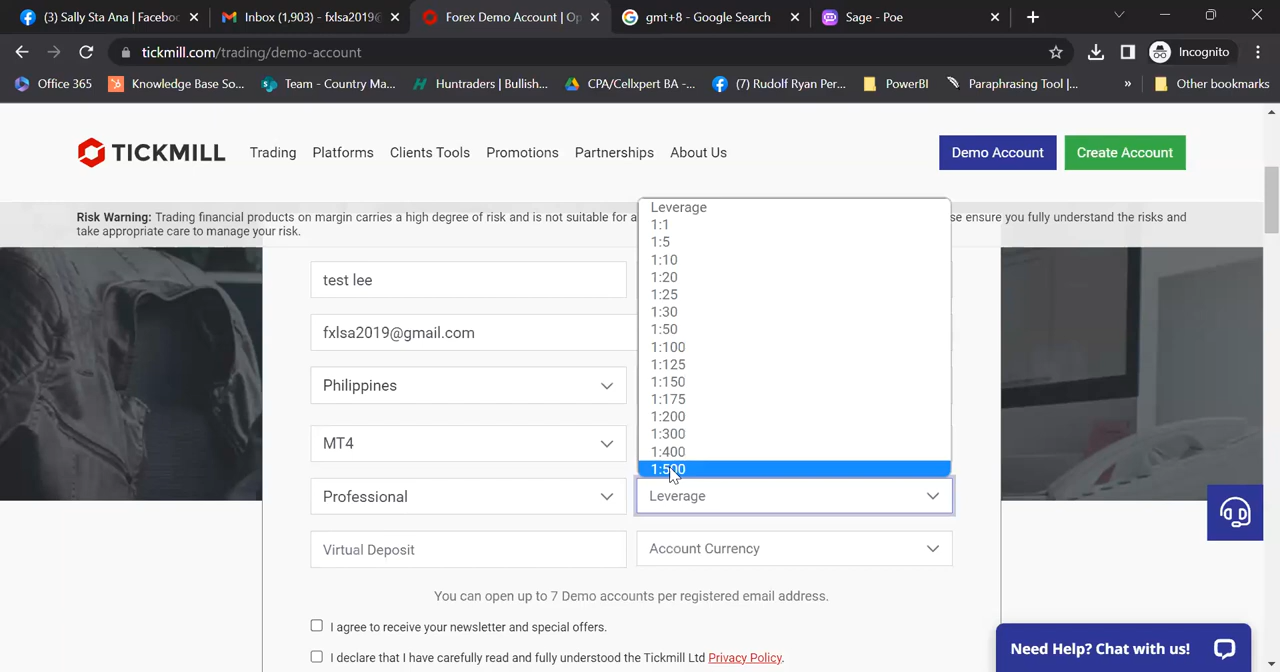 (3) Sally Sta Ana | Faceboo
Inbox (1,903) - fxlsa2019@
Forex Demo Account | Op
gmt+8 - Google Search
Sage - Poe
tickmill.com/trading/demo-account
Incognito
Office 365
Knowledge Base So...
Team - Country Ma...
Huntraders | Bullish...
CPA/Cellxpert -...
(7) Rudolf Ryan Per...
PowerBI
Paraphrasing Tool |...
»
Other bookmarks
TICKMILL
Trading
Platforms
Clients Tools
Promotions
Partnerships
About Us
Demo Account
Create Account
Risk Warning: Trading financial products on margin carries a high degree of risk and is not suitable for a
se ensure you fully understand the risks and
take appropriate care to manage your risk.
Leverage
1:1
1:5
1:10
1:20
1:25
1:30
1:50
1:100
1:125
1:150
1:175
1:200
1:300
1:400
1:500
test lee
fxlsa2019@gmail.com
Philippines
MT4
Professional
Leverage
Virtual Deposit
Account Currency
You can open up to 7 Demo accounts per registered email address.
I agree to receive your newsletter and special offers.
I declare that I have carefully read and fully understood the Tickmill Ltd Privacy Policy.
Need Help? Chat with us!